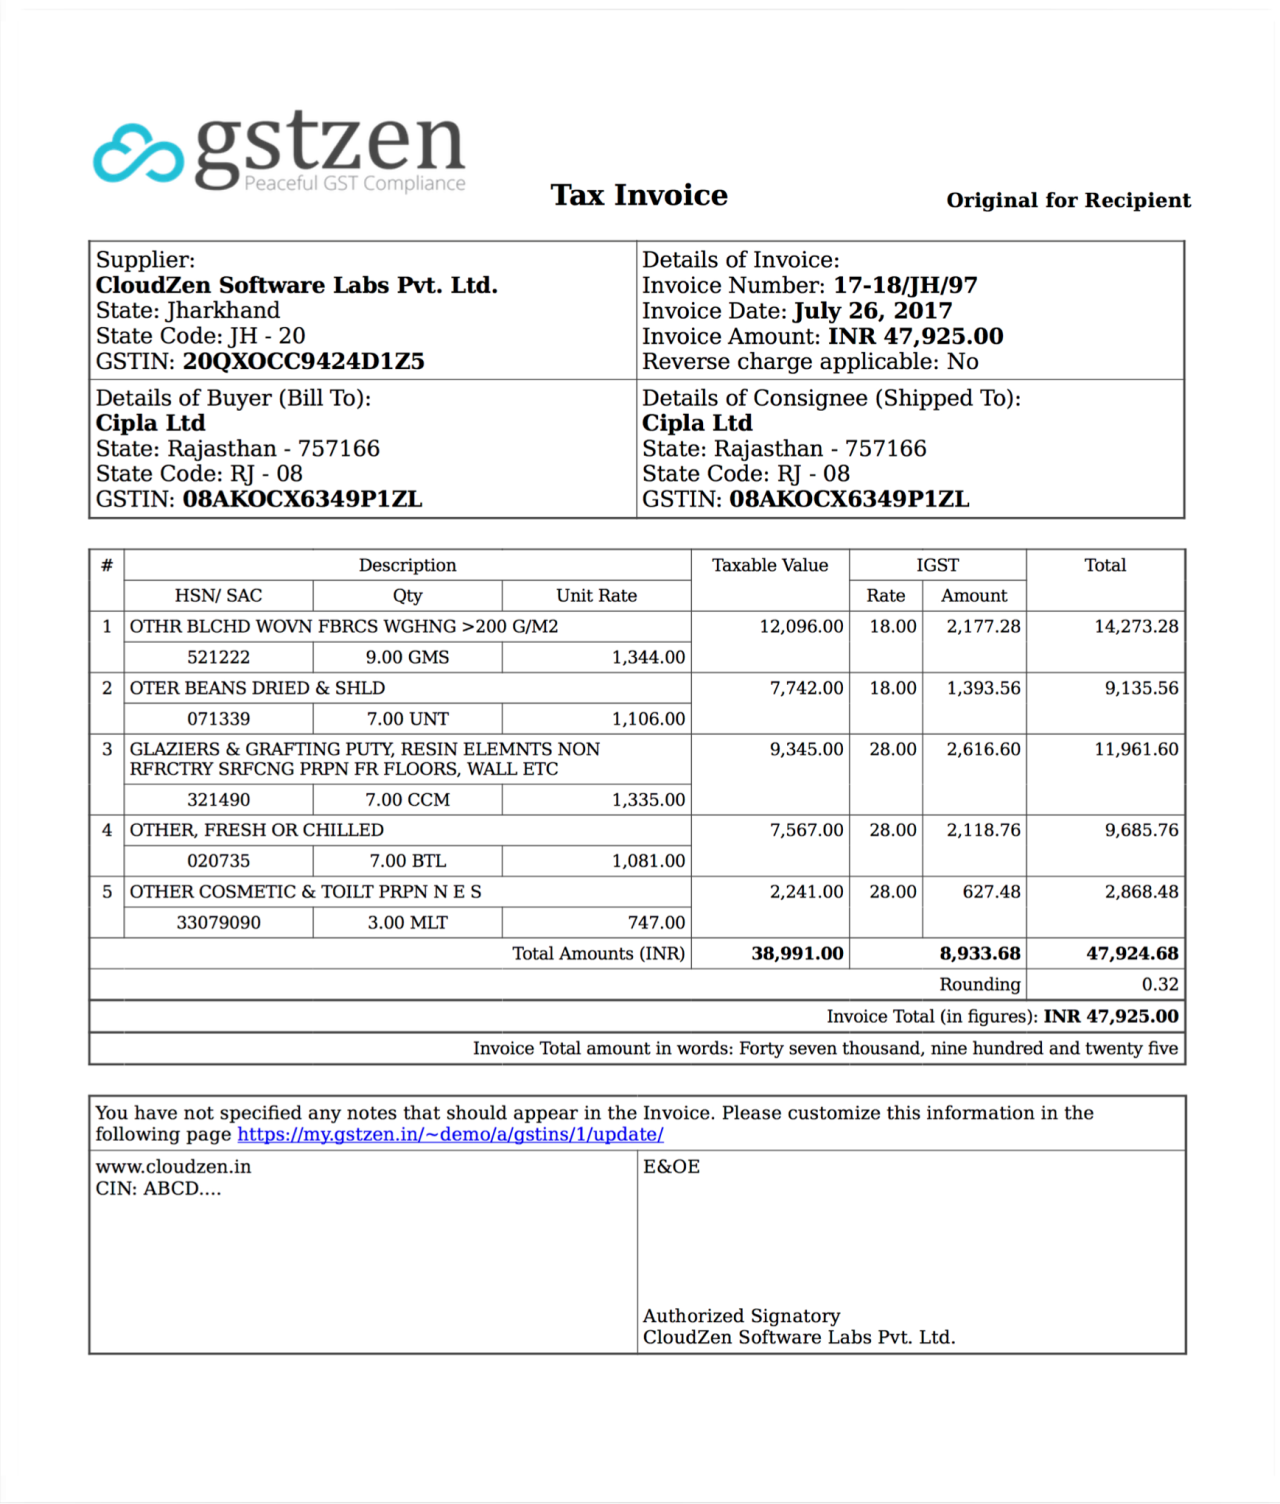 gstzen
Peaceful GST Compliance
Tax Invoice
Original for Recipient
Supplier:
CloudZen Software Labs Pvt. Ltd.
State: Jharkhand
State Code: JH - 20
GSTIN: 20QXOCC9424D1Z5
Details of Invoice:
Invoice Number: 17-18/JH/97
Invoice Date: July 26, 2017
Invoice Amount: INR 47,925.00
Reverse charge applicable: No
Details of Buyer (Bill To):
Cipla Ltd
State: Rajasthan - 757166
State Code: RJ - 08
GSTIN: 08AKOCX6349P1ZL
Details of Consignee (Shipped To):
Cipla Ltd
State: Rajasthan - 757166
State Code: RJ - 08
GSTIN: 08AKOCX6349P1ZL
# Description Taxable Value IGST Total
HSN/ SAC Qty Unit Rate Rate Amount
1 OTHR BLCHD WOVN FBRCS WGHNG >200 G/M2 12,096.00 18.00 2,177.28 14,273.28
521222 9.00 GMS 1,344.00
2 OTER BEANS DRIED & SHLD 7,742.00 18.00 1,393.56 9,135.56
071339 7.00 UNT 1,106.00
3 GLAZIERS & GRAFTING PUTY, RESIN ELEMNTS NON 9,345.00 28.00 2,616.60 11,961.60
RFRCTRY SRFCNG PRPN FR FLOORS, WALL ETC
321490 7.00 CCM 1,335.00
4 OTHER, FRESH OR CHILLED 7,567.00 28.00 2,118.76 9,685.76
020735 7.00 BTL 1,081.00
5 OTHER COSMETIC & TOILT PRPN N E S 2,241.00 28.00 627.48 2,868.48
33079090 3.00 MLT 747.00
Total Amounts (INR) 38,991.00 8,933.68 47,924.68
Rounding 0.32
Invoice Total (in figures): INR 47,925.00
Invoice Total amount in words: Forty seven thousand, nine hundred and twenty five
You have not specified any notes that should appear in the Invoice. Please customize this information in the
following page https://my.gstzen.in/~demo/a/gstins/1/update/
www.cloudzen.in
CIN: ABCD....
E&OE
Authorized Signatory
CloudZen Software Labs Pvt. Ltd.